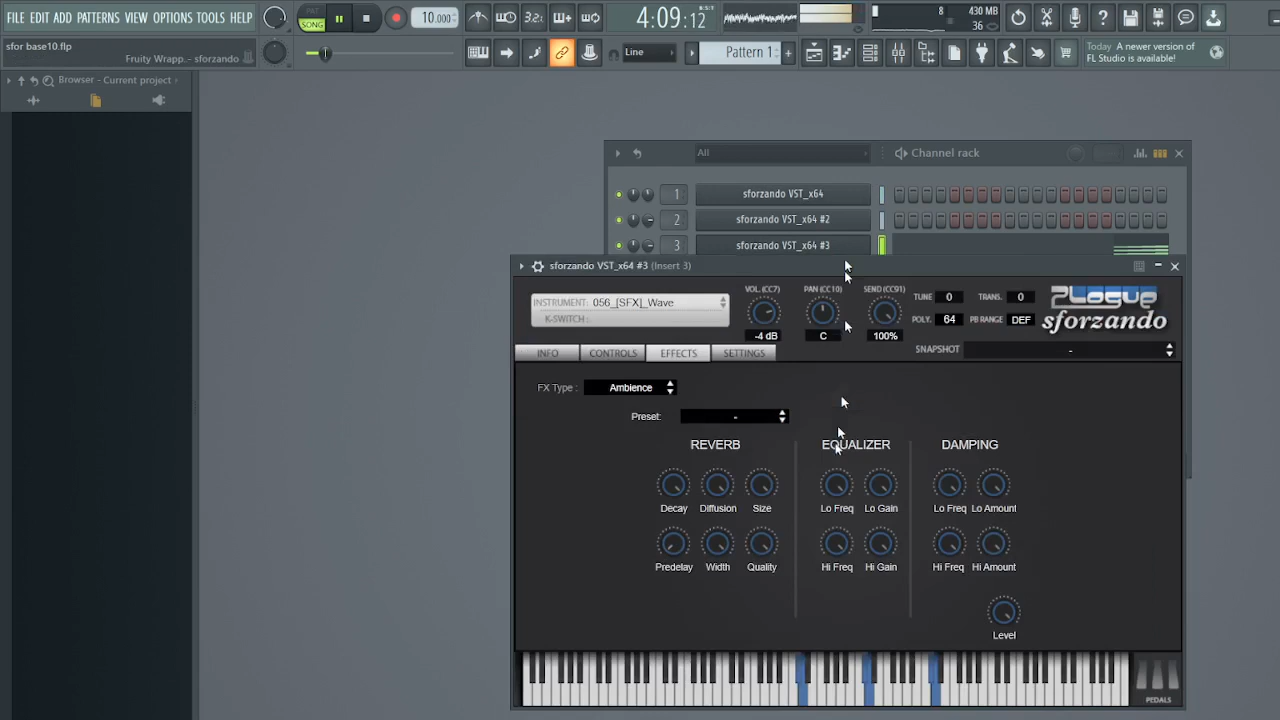 FILE EDIT ADD PATTERNS VIEW OPTIONS TOOLS HELP
PAT
SONG
10.000
32:
4:09:12
8
430 MB
36
sfor base10.flp
Fruity Wrapp. - sforzando
Line
Pattern 1
Today A newer version of
FL Studio is available!
Browser - Current project
All
Channel rack
1 sforzando VST_x64
2 sforzando VST_x64 #2
3 sforzando VST_x64 #3
sforzando VST_x64 #3 (Insert 3)
INSTRUMENT: 056_[SFX]_Wave
K-SWITCH :
VOL. (CC7)
-4 dB
PAN (CC10)
C
SEND (CC91)
100%
TUNE 0 TRANS. 0
POLY. 64 PB RANGE DEF
Plogue
sforzando
INFO CONTROLS EFFECTS SETTINGS
SNAPSHOT -
FX Type : Ambience
Preset: -
REVERB EQUALIZER DAMPING
Decay Diffusion Size Lo Freq Lo Gain Lo Freq Lo Amount
Predelay Width Quality Hi Freq Hi Gain Hi Freq Hi Amount
Level
PEDALS